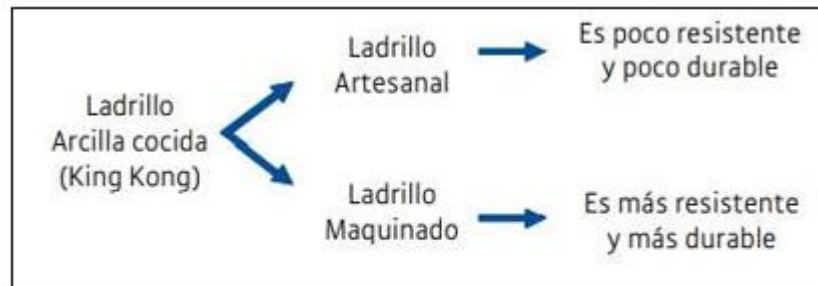 Ladrillo
Arcilla cocida
(King Kong)
Ladrillo
Artesanal
Es poco resistente
y poco durable
Ladrillo
Maquinado
Es más resistente
y más durable